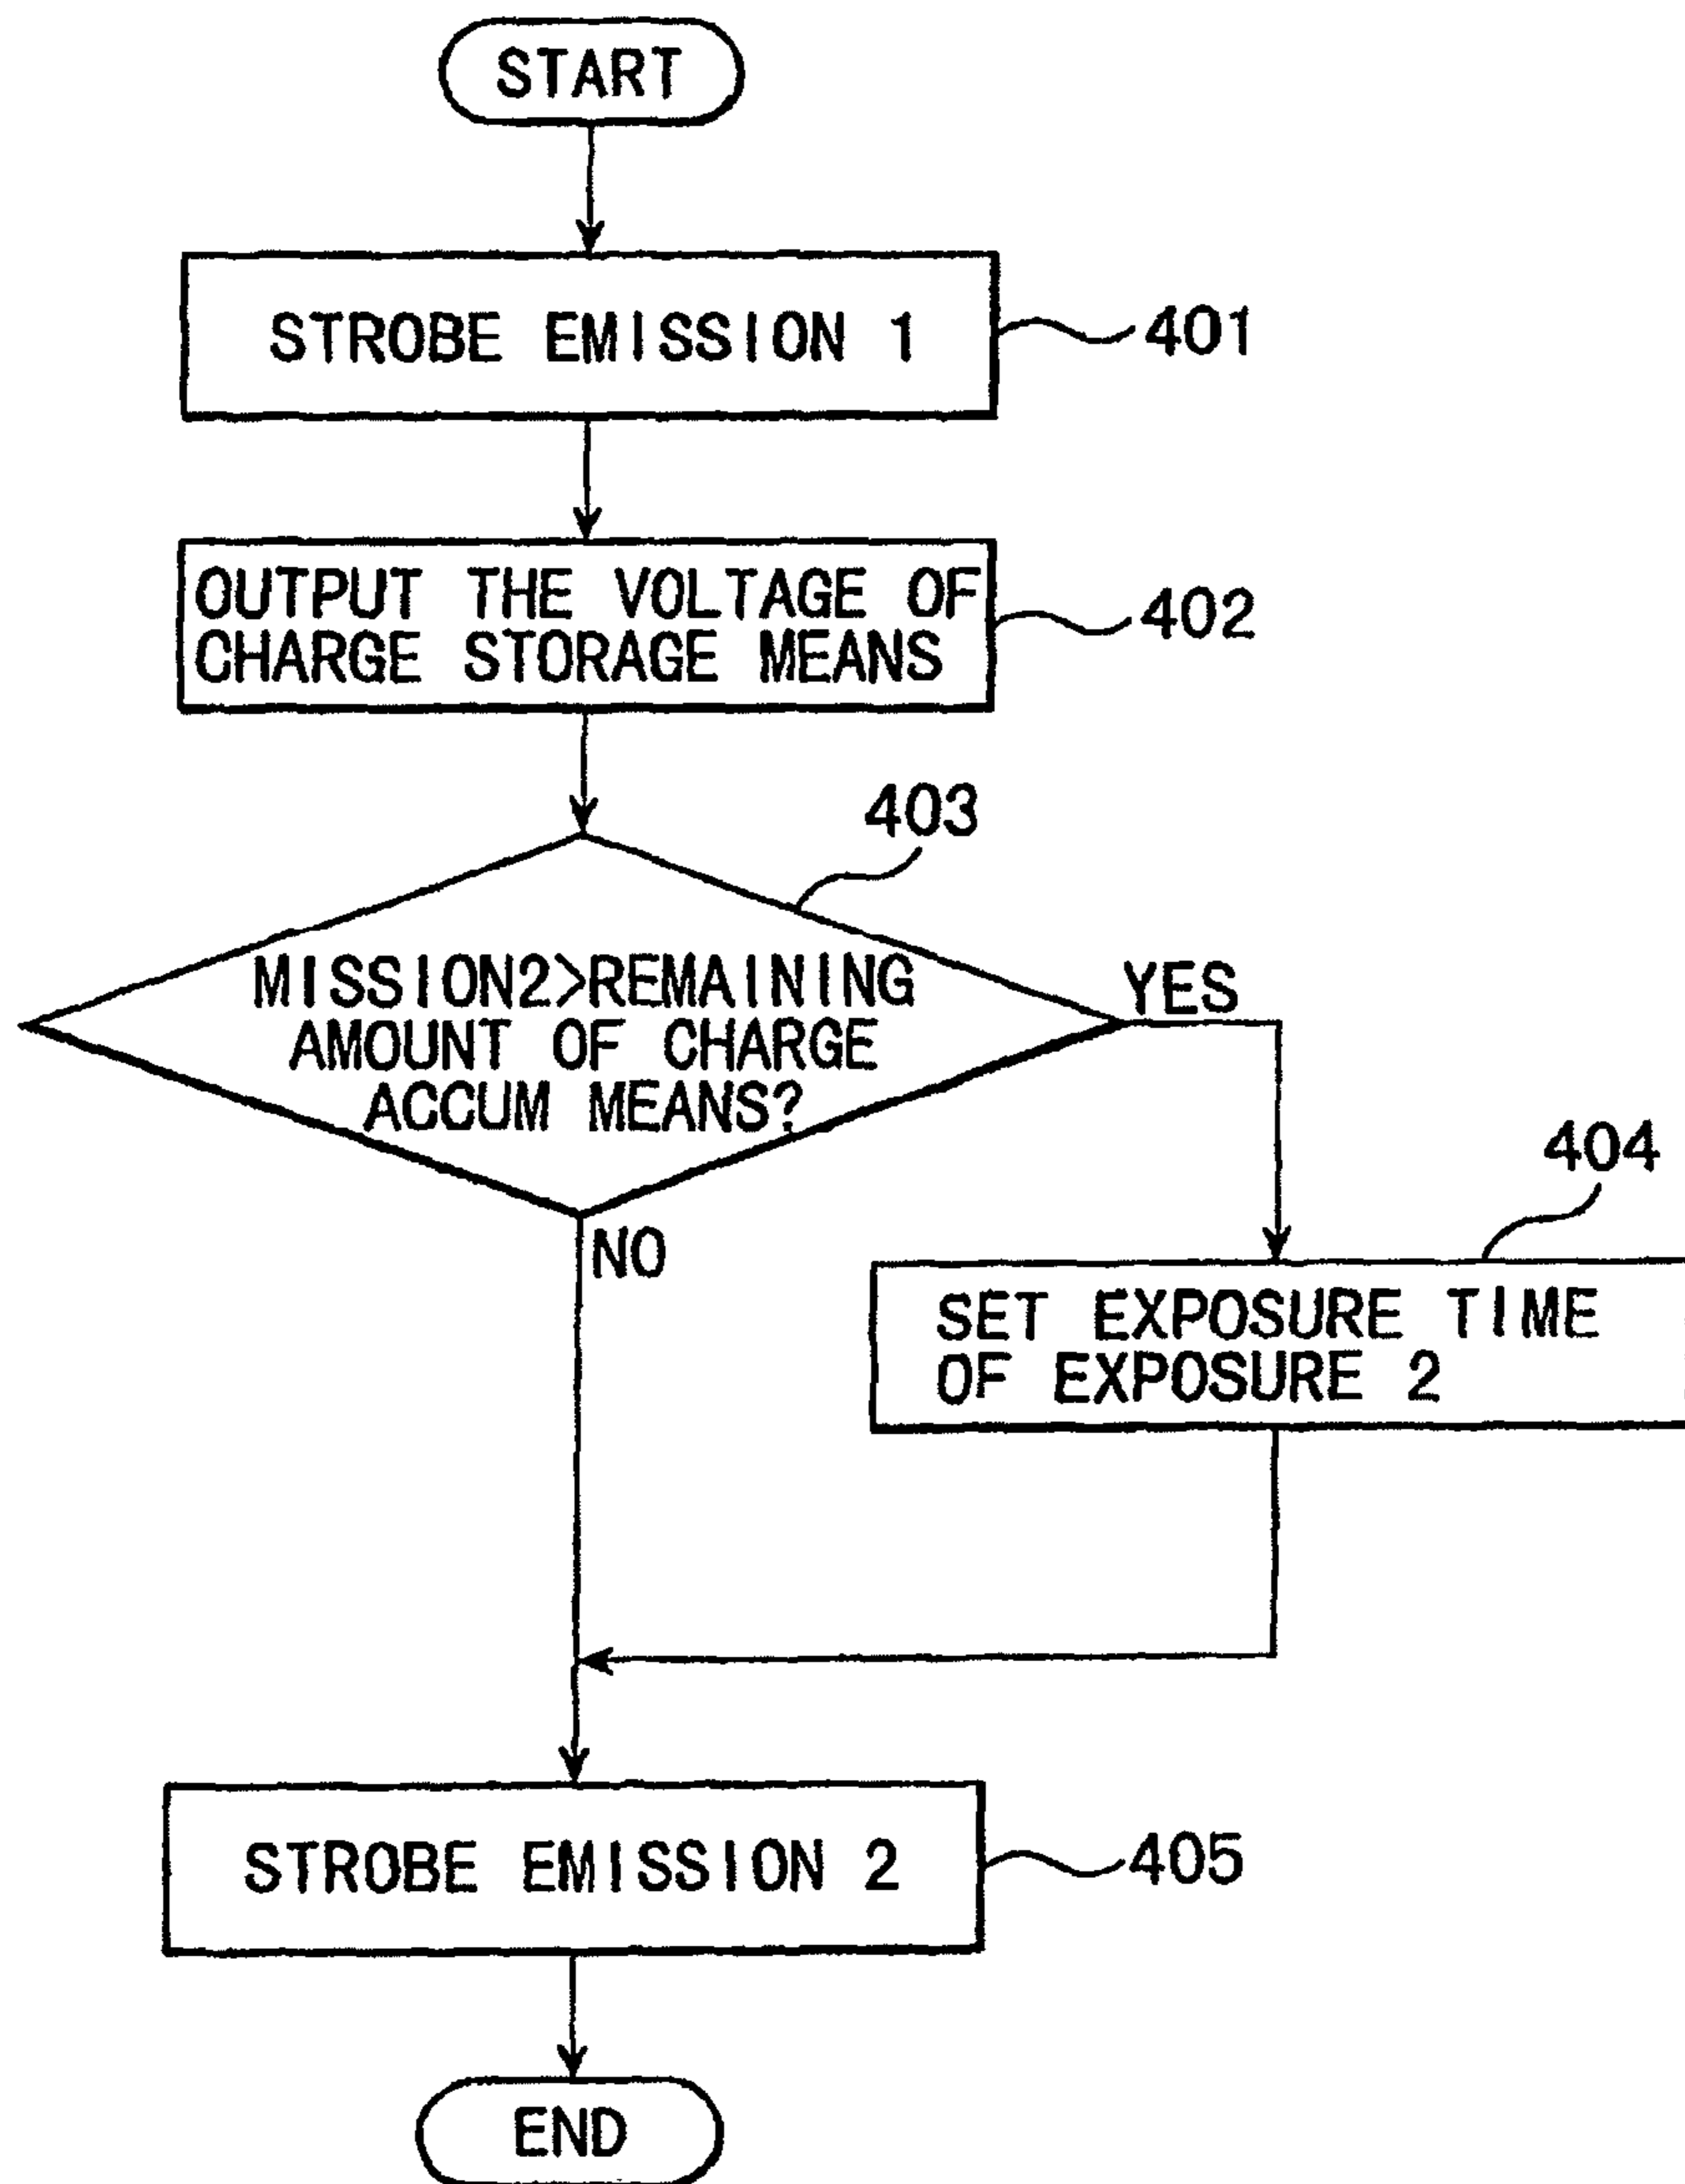 START
STROBE EMISSION 1
401
OUTPUT THE VOLTAGE OF
CHARGE STORAGE MEANS
402
403
MISSION2>REMAINING
AMOUNT OF CHARGE
ACCUM MEANS?
YES
NO
404
SET EXPOSURE TIME
OF EXPOSURE 2
STROBE EMISSION 2
405
END